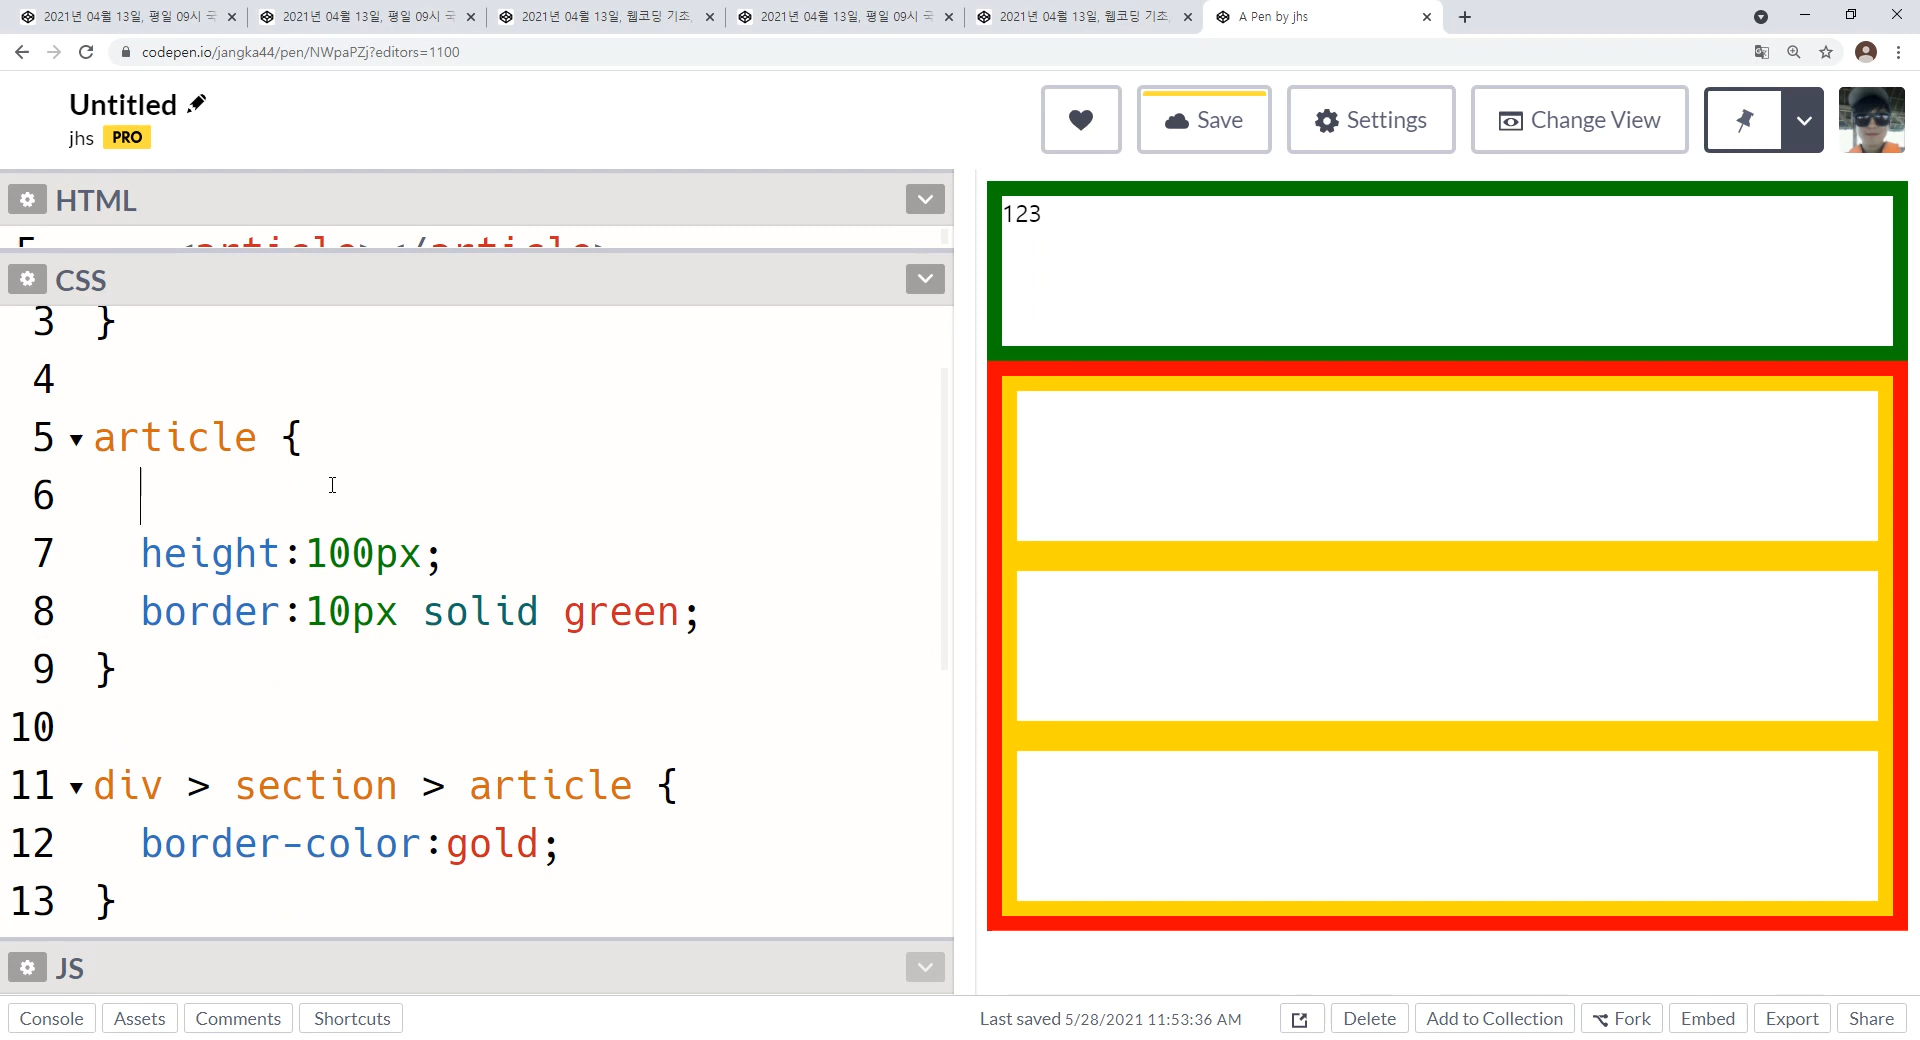 2021년 04월 13일, 평일 09시 국
2021년 04월 13일, 평일 09시 국
2021년 04월 13일, 웹코딩 기초,
2021년 04월 13일, 평일 09시 국
2021년 04월 13일, 웹코딩 기초,
A Pen by jhs
codepen.io/jangka44/pen/NWpaPZj?editors=1100
Untitled
jhs PRO
Save
Settings
Change View
HTML
5 <article></article>
CSS
3 }
4
5 article {
6
7 height:100px;
8 border:10px solid green;
9 }
10
11 div > section > article {
12 border-color:gold;
13 }
JS
123
Console Assets Comments Shortcuts
Last saved 5/28/2021 11:53:36 AM
Delete Add to Collection Fork Embed Export Share